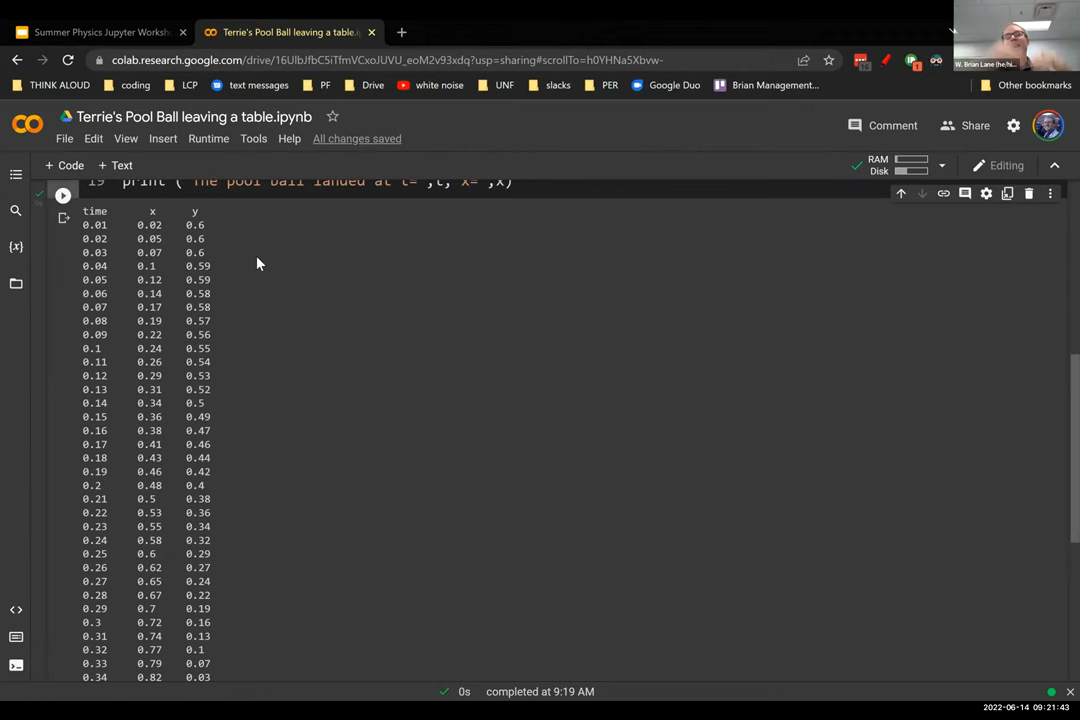 Summer Physics Jupyter Worksh
Terrie's Pool Ball leaving a table.i
colab.research.google.com/drive/16UIbJfbC5iTfmVCxoJUVU_eoM2v93xdq?usp=sharing#scrollTo=h0YHNa5Xbvw-
THINK ALOUD coding LCP text messages PF Drive white noise UNF slacks PER Google Duo Brian Management... Other bookmarks
W. Brian Lane (he/hi...
Terrie's Pool Ball leaving a table.ipynb
File Edit View Insert Runtime Tools Help All changes saved
Comment Share
+ Code + Text
RAM
Disk
Editing
19 print ( The pool ball landed at t= ,t, x= ,x)
time x y
0.01 0.02 0.6
0.02 0.05 0.6
0.03 0.07 0.6
0.04 0.1 0.59
0.05 0.12 0.59
0.06 0.14 0.58
0.07 0.17 0.58
0.08 0.19 0.57
0.09 0.22 0.56
0.1 0.24 0.55
0.11 0.26 0.54
0.12 0.29 0.53
0.13 0.31 0.52
0.14 0.34 0.5
0.15 0.36 0.49
0.16 0.38 0.47
0.17 0.41 0.46
0.18 0.43 0.44
0.19 0.46 0.42
0.2 0.48 0.4
0.21 0.5 0.38
0.22 0.53 0.36
0.23 0.55 0.34
0.24 0.58 0.32
0.25 0.6 0.29
0.26 0.62 0.27
0.27 0.65 0.24
0.28 0.67 0.22
0.29 0.7 0.19
0.3 0.72 0.16
0.31 0.74 0.13
0.32 0.77 0.1
0.33 0.79 0.07
0.34 0.82 0.03
0s completed at 9:19 AM
2022-06-14 09:21:43